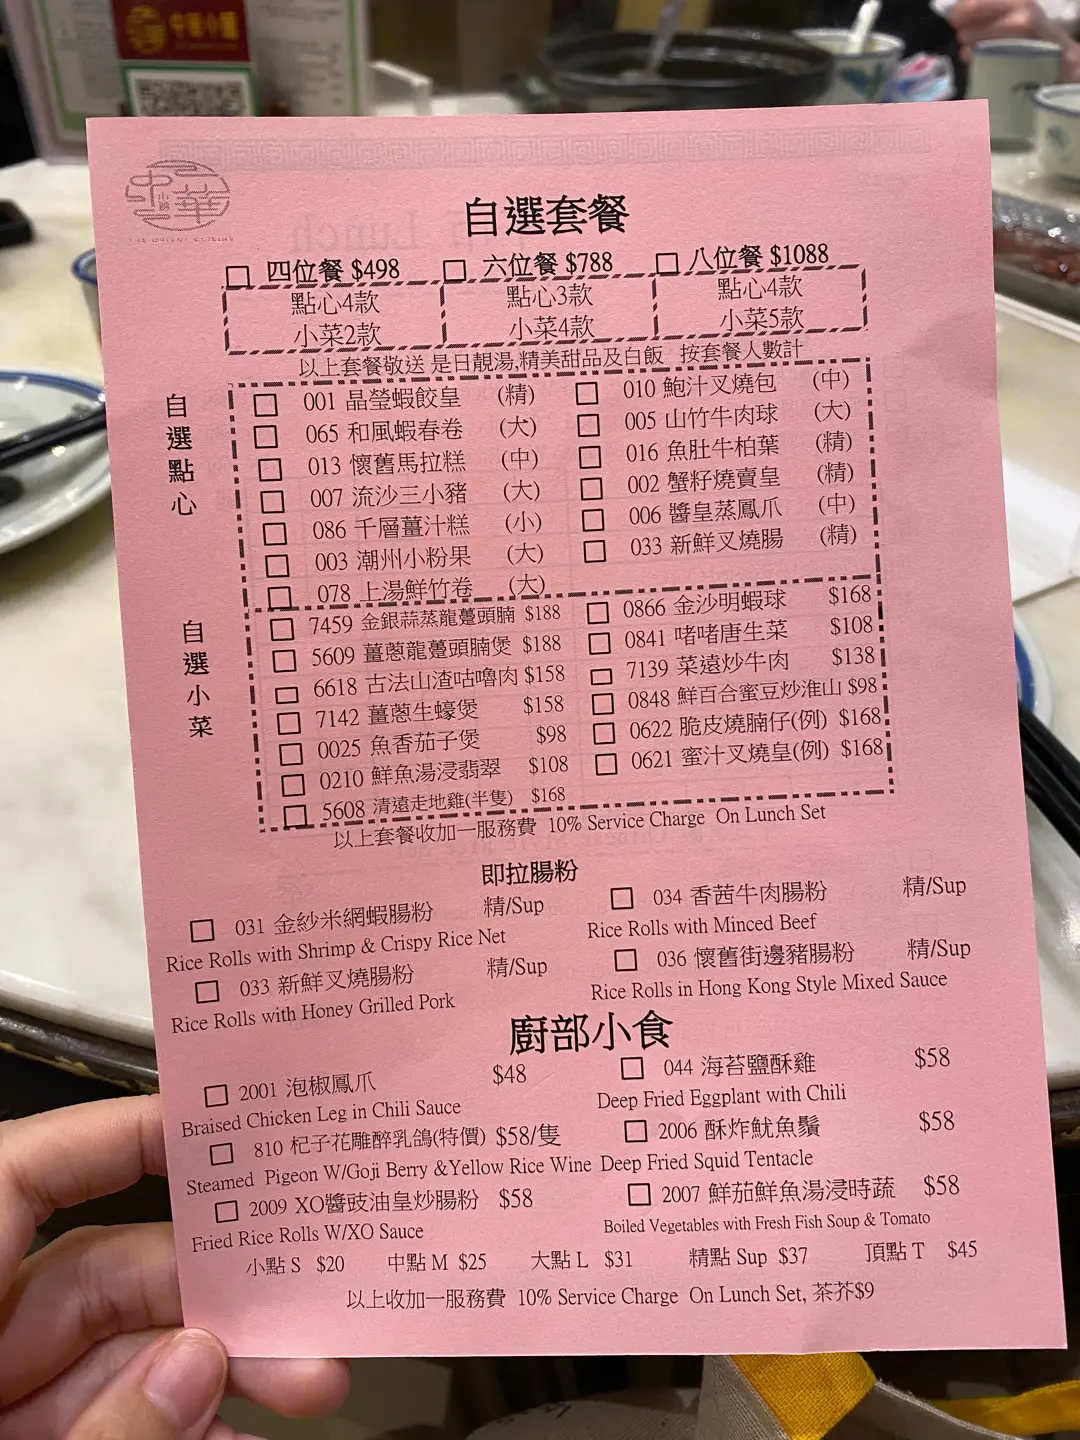 中華小廚
中華
小廚
自選套餐
□ 四位餐 $498 □ 六位餐 $788 □ 八位餐 $1088
點心4款 點心3款 點心4款
小菜2款 小菜4款 小菜5款
以上套餐敬送 是日靚湯,精美甜品及白飯 按套餐人數計
自選點心
□ 001 晶瑩蝦餃皇 (精) □ 010 鮑汁叉燒包 (中)
□ 065 和風蝦春卷 (大) □ 005 山竹牛肉球 (大)
□ 013 懷舊馬拉糕 (中) □ 016 魚肚牛柏葉 (精)
□ 007 流沙三小豬 (大) □ 002 蟹籽燒賣皇 (精)
□ 086 千層薑汁糕 (小) □ 006 醬皇蒸鳳爪 (中)
□ 003 潮州小粉果 (大) □ 033 新鮮叉燒腸 (精)
□ 078 上湯鮮竹卷 (大)
自選小菜
□ 7459 金銀蒜蒸龍躉頭腩 $188 □ 0866 金沙明蝦球 $168
□ 5609 薑蔥龍躉頭腩煲 $188 □ 0841 啫啫唐生菜 $108
□ 6618 古法山渣咕嚕肉 $158 □ 7139 菜遠炒牛肉 $138
□ 7142 薑蔥生蠔煲 $158 □ 0848 鮮百合蜜豆炒淮山 $98
□ 0025 魚香茄子煲 $98 □ 0622 脆皮燒腩仔(例) $168
□ 0210 鮮魚湯浸翡翠 $108 □ 0621 蜜汁叉燒皇(例) $168
□ 5608 清遠走地雞(半隻) $168
以上套餐收加一服務費 10% Service Charge On Lunch Set
即拉腸粉
□ 031 金紗米網蝦腸粉 精/Sup □ 034 香茜牛肉腸粉 精/Sup
Rice Rolls with Shrimp & Crispy Rice Net Rice Rolls with Minced Beef
□ 033 新鮮叉燒腸粉 精/Sup □ 036 懷舊街邊豬腸粉 精/Sup
Rice Rolls with Honey Grilled Pork Rice Rolls in Hong Kong Style Mixed Sauce
廚部小食
□ 2001 泡椒鳳爪 $48 □ 044 海苔鹽酥雞 $58
Braised Chicken Leg in Chili Sauce Deep Fried Eggplant with Chili
□ 810 杞子花雕醉乳鴿(特價) $58/隻 □ 2006 酥炸魷魚鬚 $58
Steamed Pigeon W/Goji Berry &Yellow Rice Wine Deep Fried Squid Tentacle
□ 2009 XO醬豉油皇炒腸粉 $58 □ 2007 鮮茄鮮魚湯浸時蔬 $58
Fried Rice Rolls W/XO Sauce Boiled Vegetables with Fresh Fish Soup & Tomato
小點 S $20 中點 M $25 大點 L $31 精點 Sup $37 頂點 T $45
以上收加一服務費 10% Service Charge On Lunch Set, 茶芥$9